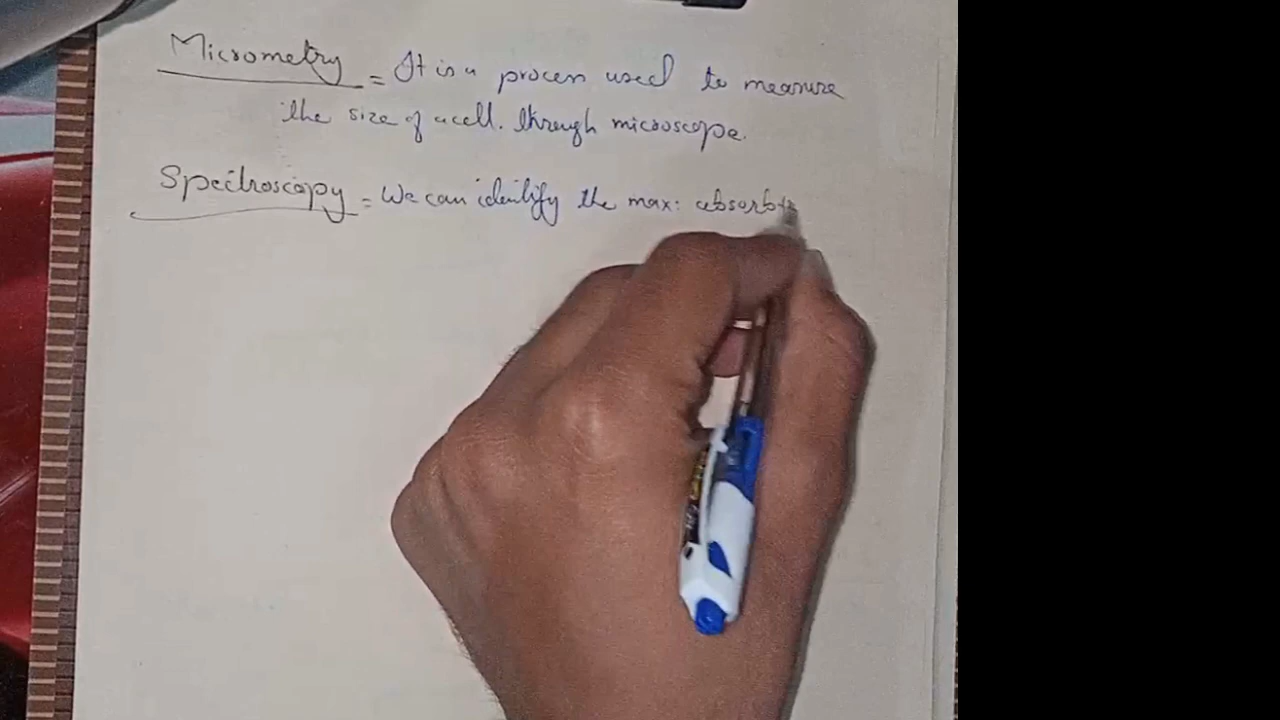 Micrometry = It is a process used to measure
the size of a cell. through microscope.
Spectroscopy = We can identify the max: absorb